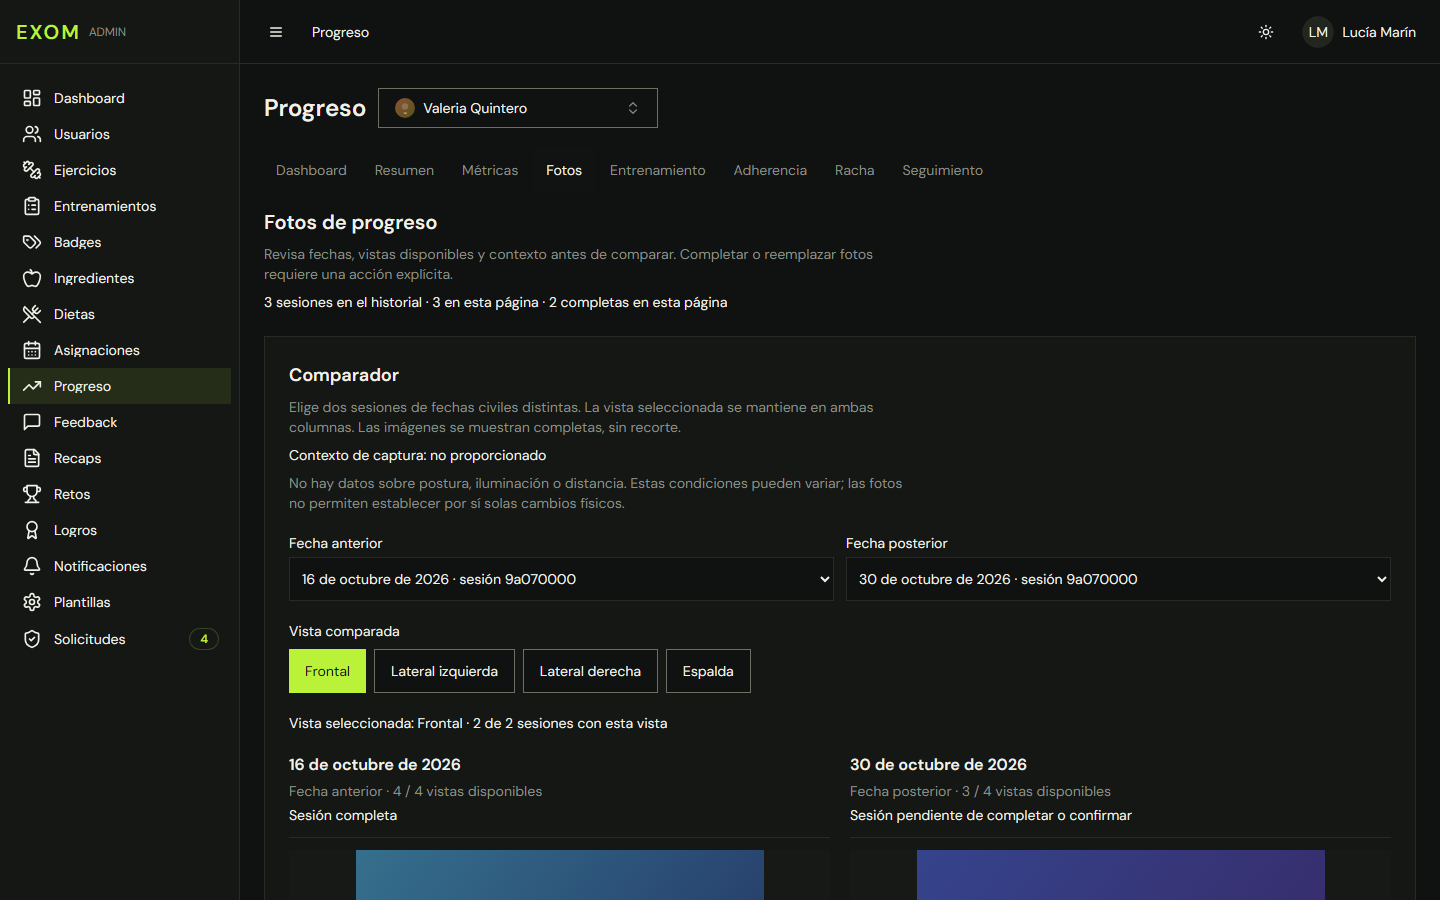 EXOM ADMIN
Progreso
LM Lucía Marín
Dashboard
Usuarios
Ejercicios
Entrenamientos
Badges
Ingredientes
Dietas
Asignaciones
Progreso
Feedback
Recaps
Retos
Logros
Notificaciones
Plantillas
Solicitudes 4
Progreso
Valeria Quintero
Dashboard Resumen Métricas Fotos Entrenamiento Adherencia Racha Seguimiento
Fotos de progreso
Revisa fechas, vistas disponibles y contexto antes de comparar. Completar o reemplazar fotos
requiere una acción explícita.
3 sesiones en el historial · 3 en esta página · 2 completas en esta página
Comparador
Elige dos sesiones de fechas civiles distintas. La vista seleccionada se mantiene en ambas
columnas. Las imágenes se muestran completas, sin recorte.
Contexto de captura: no proporcionado
No hay datos sobre postura, iluminación o distancia. Estas condiciones pueden variar; las fotos
no permiten establecer por sí solas cambios físicos.
Fecha anterior
16 de octubre de 2026 · sesión 9a070000
Fecha posterior
30 de octubre de 2026 · sesión 9a070000
Vista comparada
Frontal Lateral izquierda Lateral derecha Espalda
Vista seleccionada: Frontal · 2 de 2 sesiones con esta vista
16 de octubre de 2026
Fecha anterior · 4 / 4 vistas disponibles
Sesión completa
30 de octubre de 2026
Fecha posterior · 3 / 4 vistas disponibles
Sesión pendiente de completar o confirmar